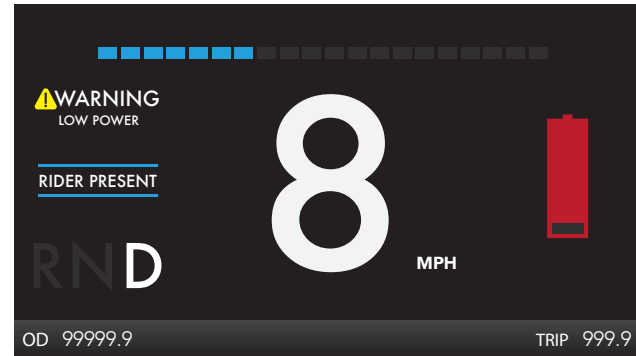 WARNING
LOW POWER
RIDER PRESENT
RND
8 MPH
OD 99999.9
TRIP 999.9